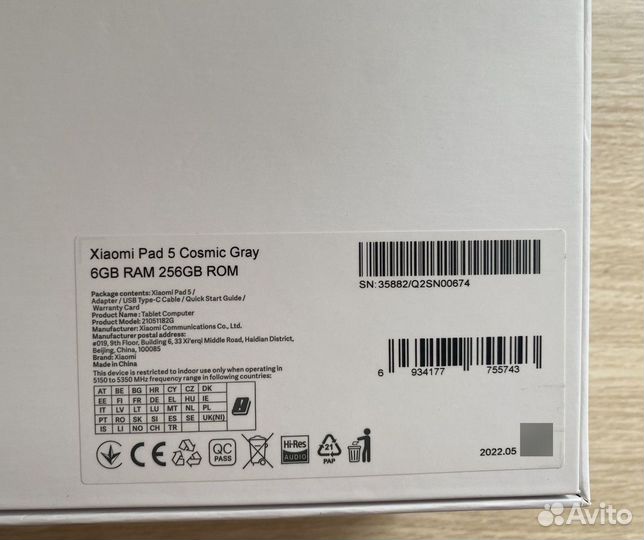 Xiaomi Pad 5 Cosmic Gray
6GB RAM 256GB ROM
SN: 35882/Q2SN00674
Package contents: Xiaomi Pad 5 /
Adapter / USB Type-C Cable / Quick Start Guide /
Warranty Card
Product Name: Tablet Computer
Product Model: 21051182G
Manufacturer: Xiaomi Communications Co., Ltd.
Manufacturer postal address:
#019, 9th Floor, Building 6, 33 Xi'erqi Middle Road, Haidian District,
Beijing, China, 100085
Brand: Xiaomi
Made in China
This device is restricted to indoor use only when operating in
5150 to 5350 MHz frequency range in following countries:
AT BE BG HR CY CZ DK
EE FI FR DE EL HU IE
IT LV LT LU MT NL PL
PT RO SK SI ES SE UK(NI)
IS LI NO CH TR
6 934177 755743
CE
QC
PASS
Hi-Res
AUDIO
21
PAP
2022.05
Avito